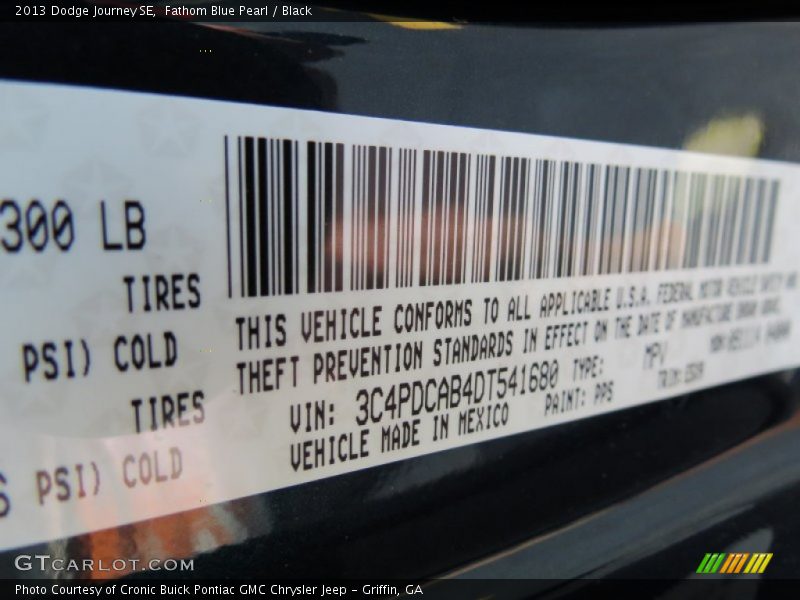 2013 Dodge Journey SE, Fathom Blue Pearl / Black
300 LB
TIRES
PSI) COLD
TIRES
PSI) COLD
THIS VEHICLE CONFORMS TO ALL APPLICABLE U.S.A. FEDERAL MOTOR VEHICLE SAFETY AND
THEFT PREVENTION STANDARDS IN EFFECT ON THE DATE OF MANUFACTURE SHOWN ABOVE.
VIN: 3C4PDCAB4DT541680 TYPE: MPV
VEHICLE MADE IN MEXICO PAINT: PPS TRIM:
GTCARLOT.COM
Photo Courtesy of Cronic Buick Pontiac GMC Chrysler Jeep - Griffin, GA